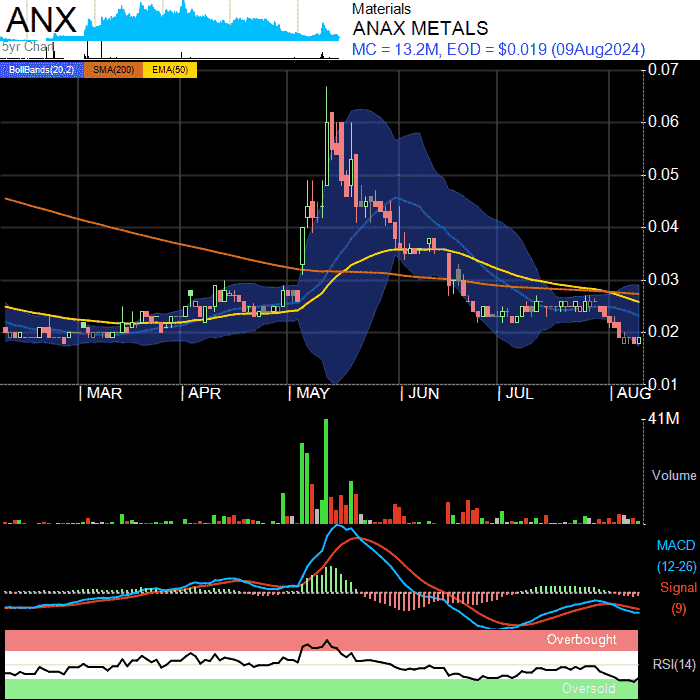 ANX
5yr Chart
Materials
ANAX METALS
MC = 13.2M, EOD = $0.019 (09Aug2024)
BollBands(20,2) SMA(200) EMA(50)
0.07
0.06
0.05
0.04
0.03
0.02
0.01
MAR APR MAY JUN JUL AUG
41M
Volume
MACD
(12-26)
Signal
(9)
Overbought
RSI(14)
Oversold